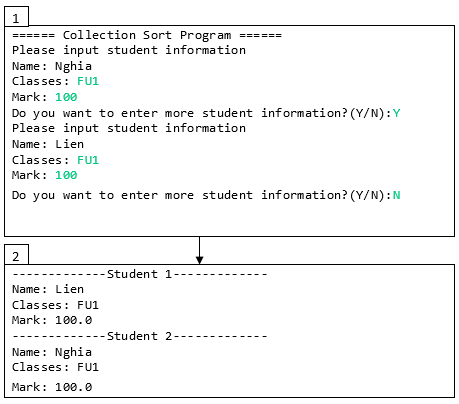 1
====== Collection Sort Program ======
Please input student information
Name: Nghia
Classes: FU1
Mark: 100
Do you want to enter more student information?(Y/N):Y
Please input student information
Name: Lien
Classes: FU1
Mark: 100
Do you want to enter more student information?(Y/N):N
2
-------------Student 1-------------
Name: Lien
Classes: FU1
Mark: 100.0
-------------Student 2-------------
Name: Nghia
Classes: FU1
Mark: 100.0